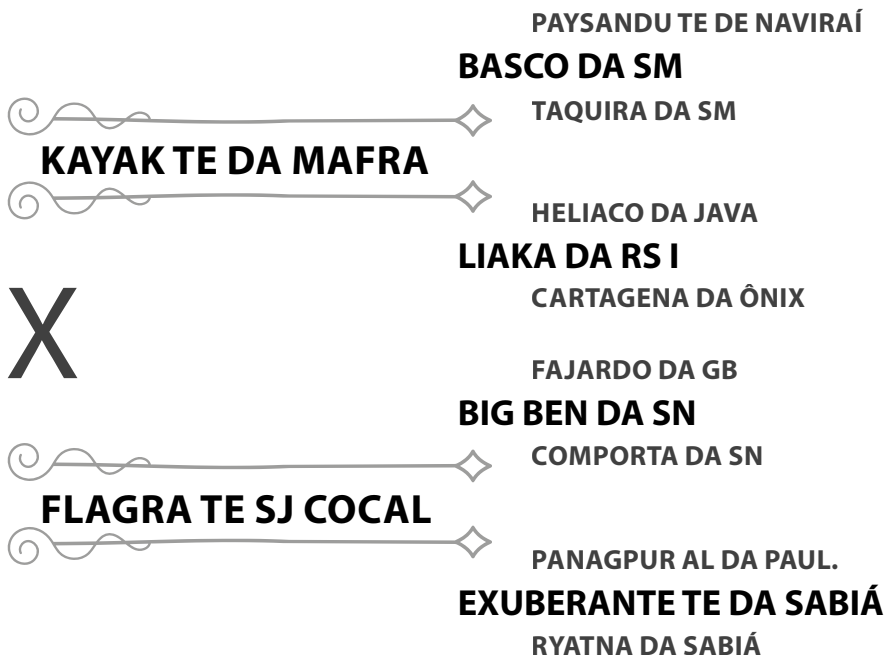 PAYSANDU TE DE NAVIRAÍ
BASCO DA SM
TAQUIRA DA SM
KAYAK TE DA MAFRA
HELIACO DA JAVA
LIAKA DA RS I
CARTAGENA DA ÔNIX
X
FAJARDO DA GB
BIG BEN DA SN
COMPORTA DA SN
FLAGRA TE SJ COCAL
PANAGPUR AL DA PAUL.
EXUBERANTE TE DA SABIÁ
RYATNA DA SABIÁ